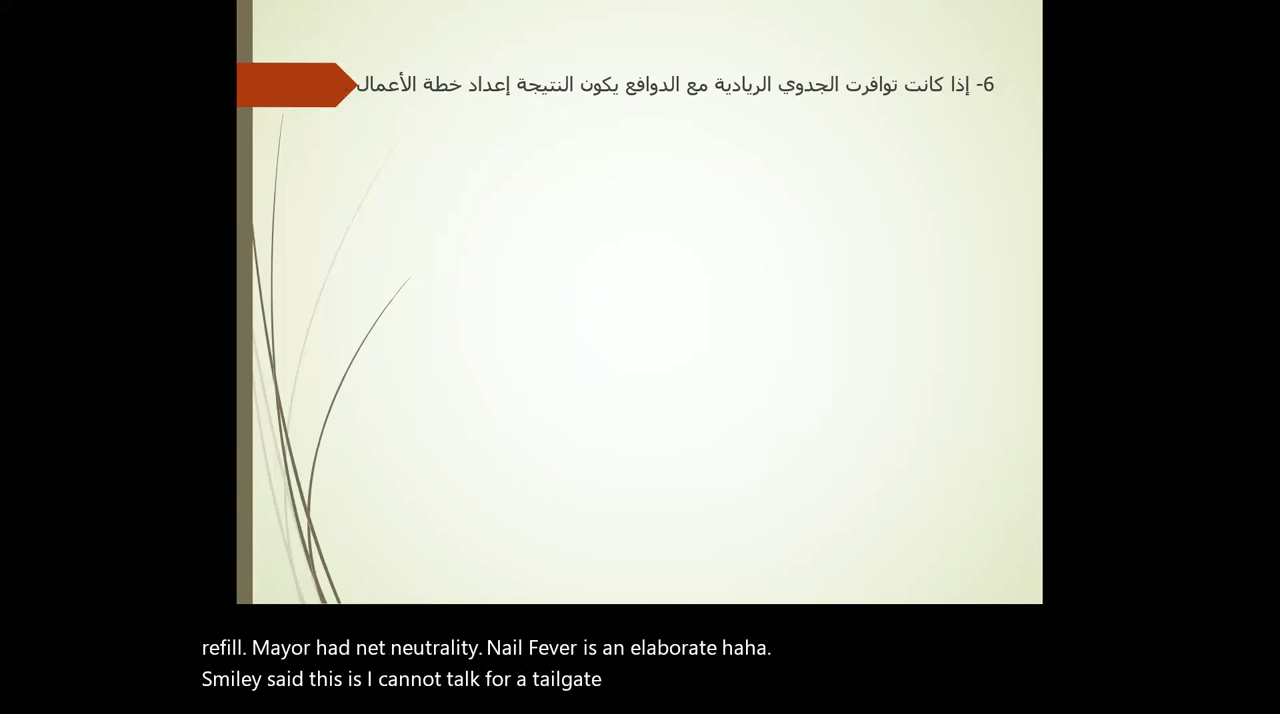 6- إذا كانت توافرت الجدوي الريادية مع الدوافع يكون النتيجة إعداد خطة الأعمال .
refill. Mayor had net neutrality. Nail Fever is an elaborate haha.
Smiley said this is I cannot talk for a tailgate